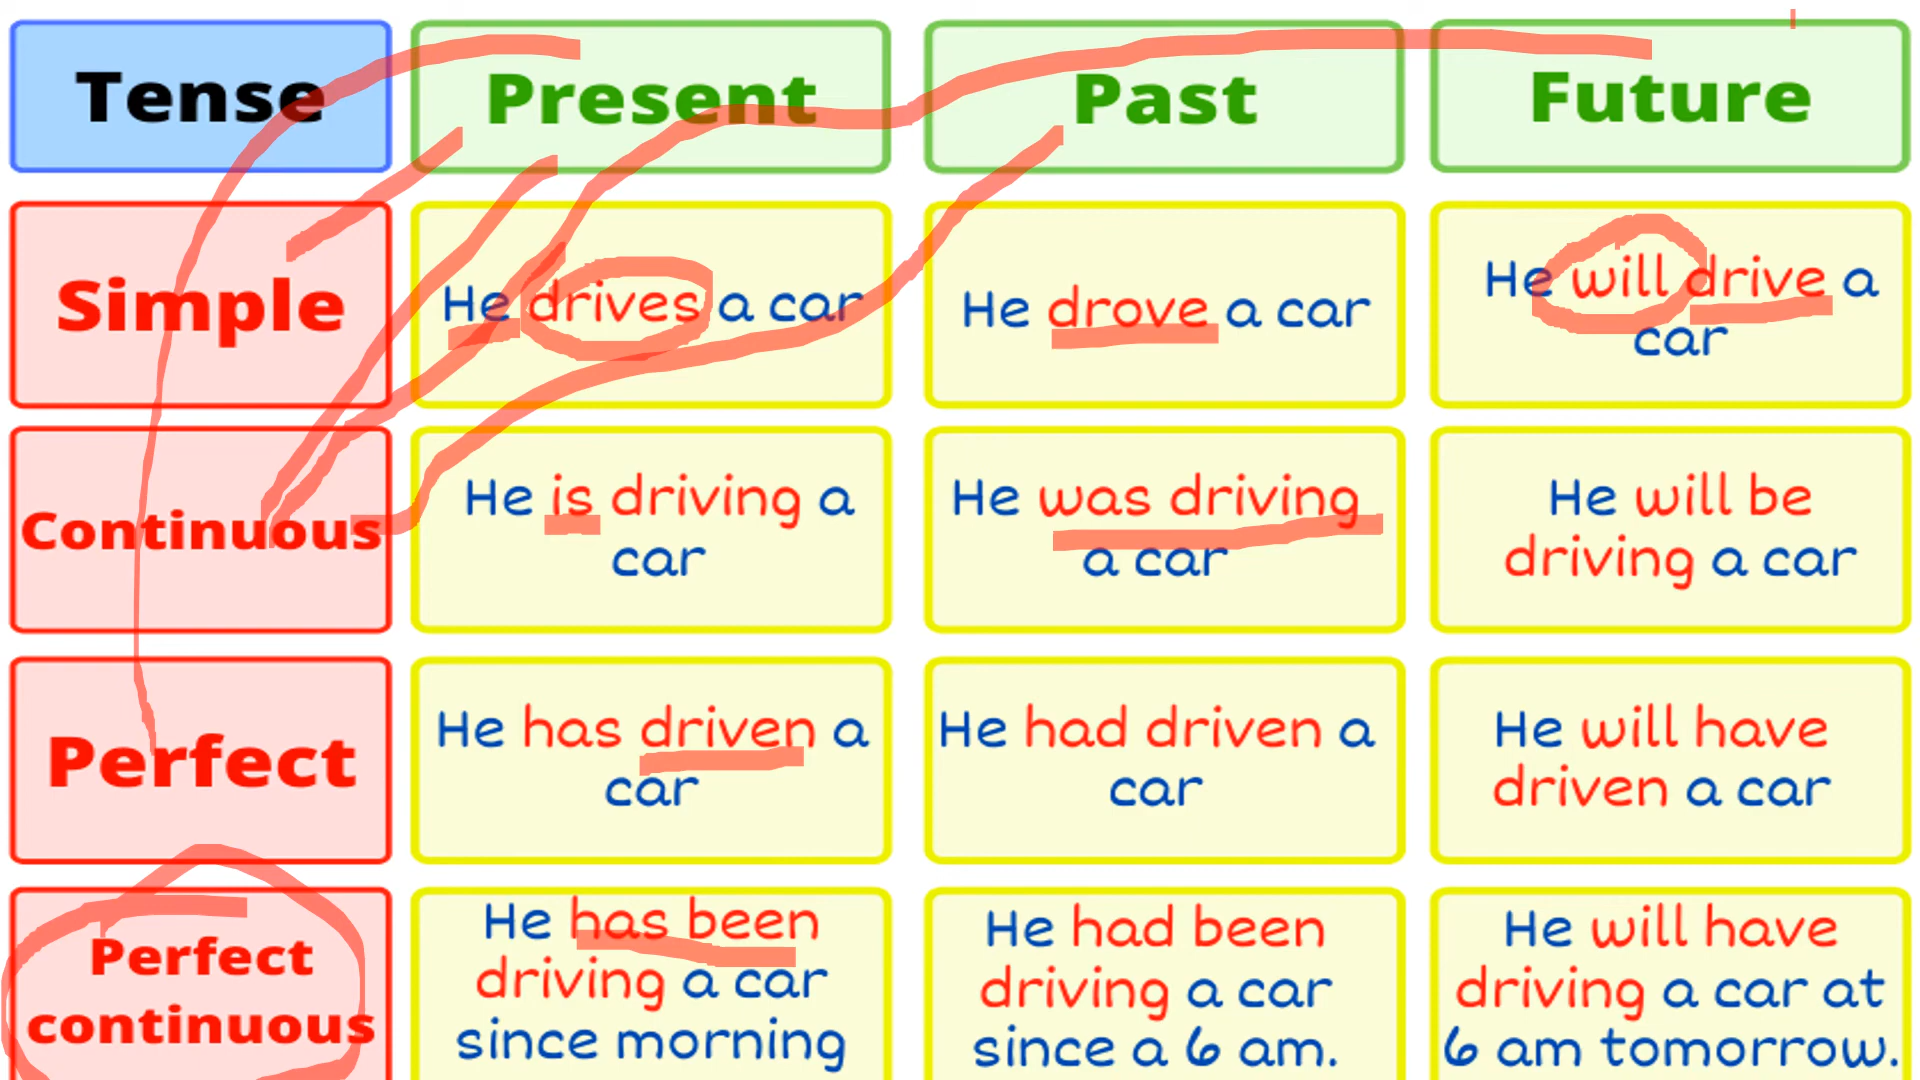 Tense Present Past Future
Simple
He drives a car
He drove a car
He will drive a
car
Continuous
He is driving a
car
He was driving
a car
He will be
driving a car
Perfect
He has driven a
car
He had driven a
car
He will have
driven a car
Perfect
continuous
He has been
driving a car
since morning
He had been
driving a car
since a 6 am.
He will have
driving a car at
6 am tomorrow.